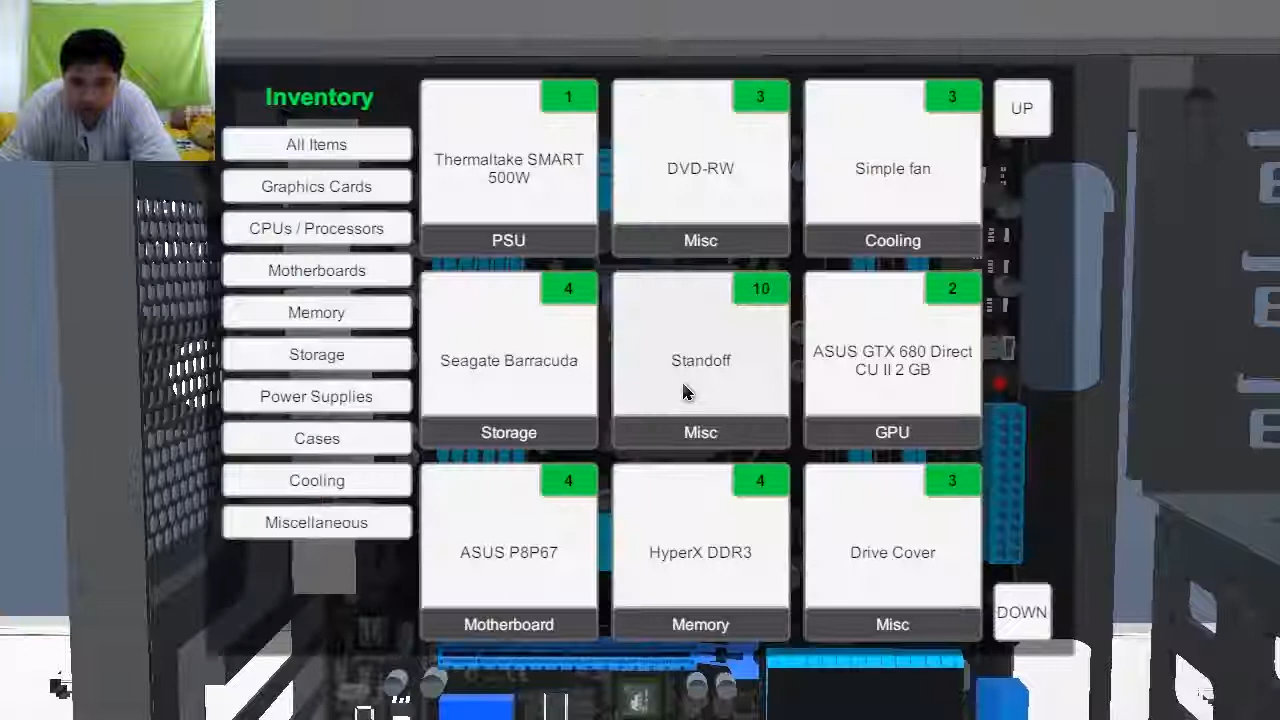 Inventory
All Items
Graphics Cards
CPUs / Processors
Motherboards
Memory
Storage
Power Supplies
Cases
Cooling
Miscellaneous
1
Thermaltake SMART
500W
PSU
3
DVD-RW
Misc
3
Simple fan
Cooling
4
Seagate Barracuda
Storage
10
Standoff
Misc
2
ASUS GTX 680 Direct
CU II 2 GB
GPU
4
ASUS P8P67
Motherboard
4
HyperX DDR3
Memory
3
Drive Cover
Misc
UP
DOWN